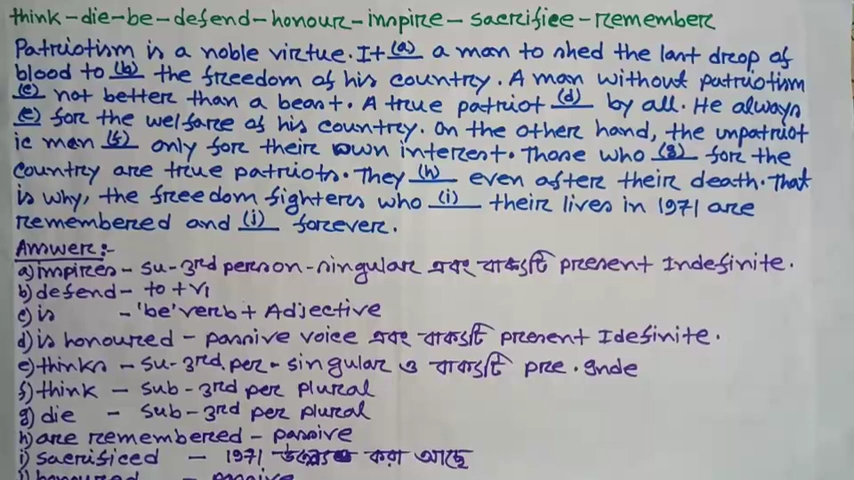 think-die-be-defend-honour-inspire-sacrifice-remember
Patriotism is a noble virtue. It (a) a man to shed the last drop of
blood to (b) the freedom of his country. A man without patriotism
(c) not better than a beast. A true patriot (d) by all. He always
(e) for the welfare of his country. On the other hand, the unpatriot
ic men (f) only for their own interest. Those who (g) for the
country are true patriots. They (h) even after their death. That
is why, the freedom fighters who (i) their lives in 1971 are
remembered and (j) forever.
Answer:-
a) inspires - su-3rd person-singular এবং বাক্যটি present Indefinite.
b) defend - to + v1
c) is - 'be' verb + Adjective
d) is honoured - passive voice এবং বাক্যটি present Idefinite.
e) thinks - su-3rd.per - singular ও বাক্যটি pre. Inde
f) think - sub-3rd per plural
g) die - sub-3rd per plural
h) are remembered - passive
i) sacrificed - 1971 করা আছে